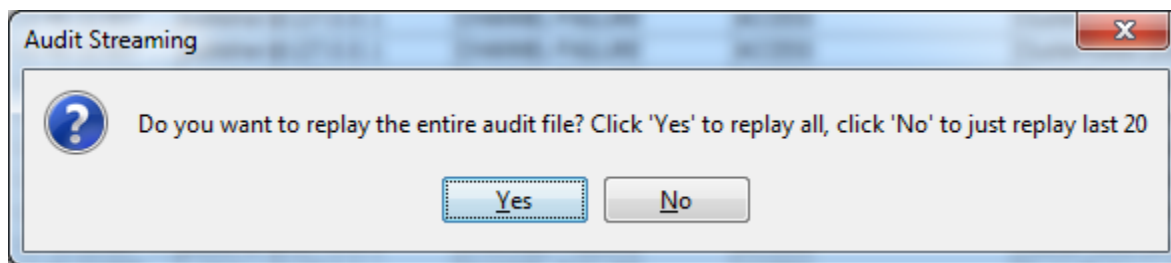 Audit Streaming
Do you want to replay the entire audit file? Click 'Yes' to replay all, click 'No' to just replay last 20
Yes
No